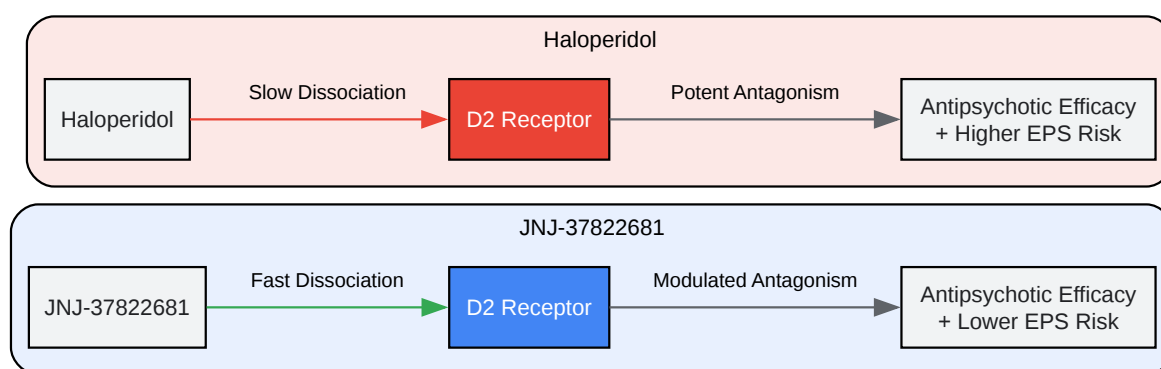 Haloperidol
Haloperidol
Slow Dissociation
D2 Receptor
Potent Antagonism
Antipsychotic Efficacy
+ Higher EPS Risk
JNJ-37822681
JNJ-37822681
Fast Dissociation
D2 Receptor
Modulated Antagonism
Antipsychotic Efficacy
+ Lower EPS Risk